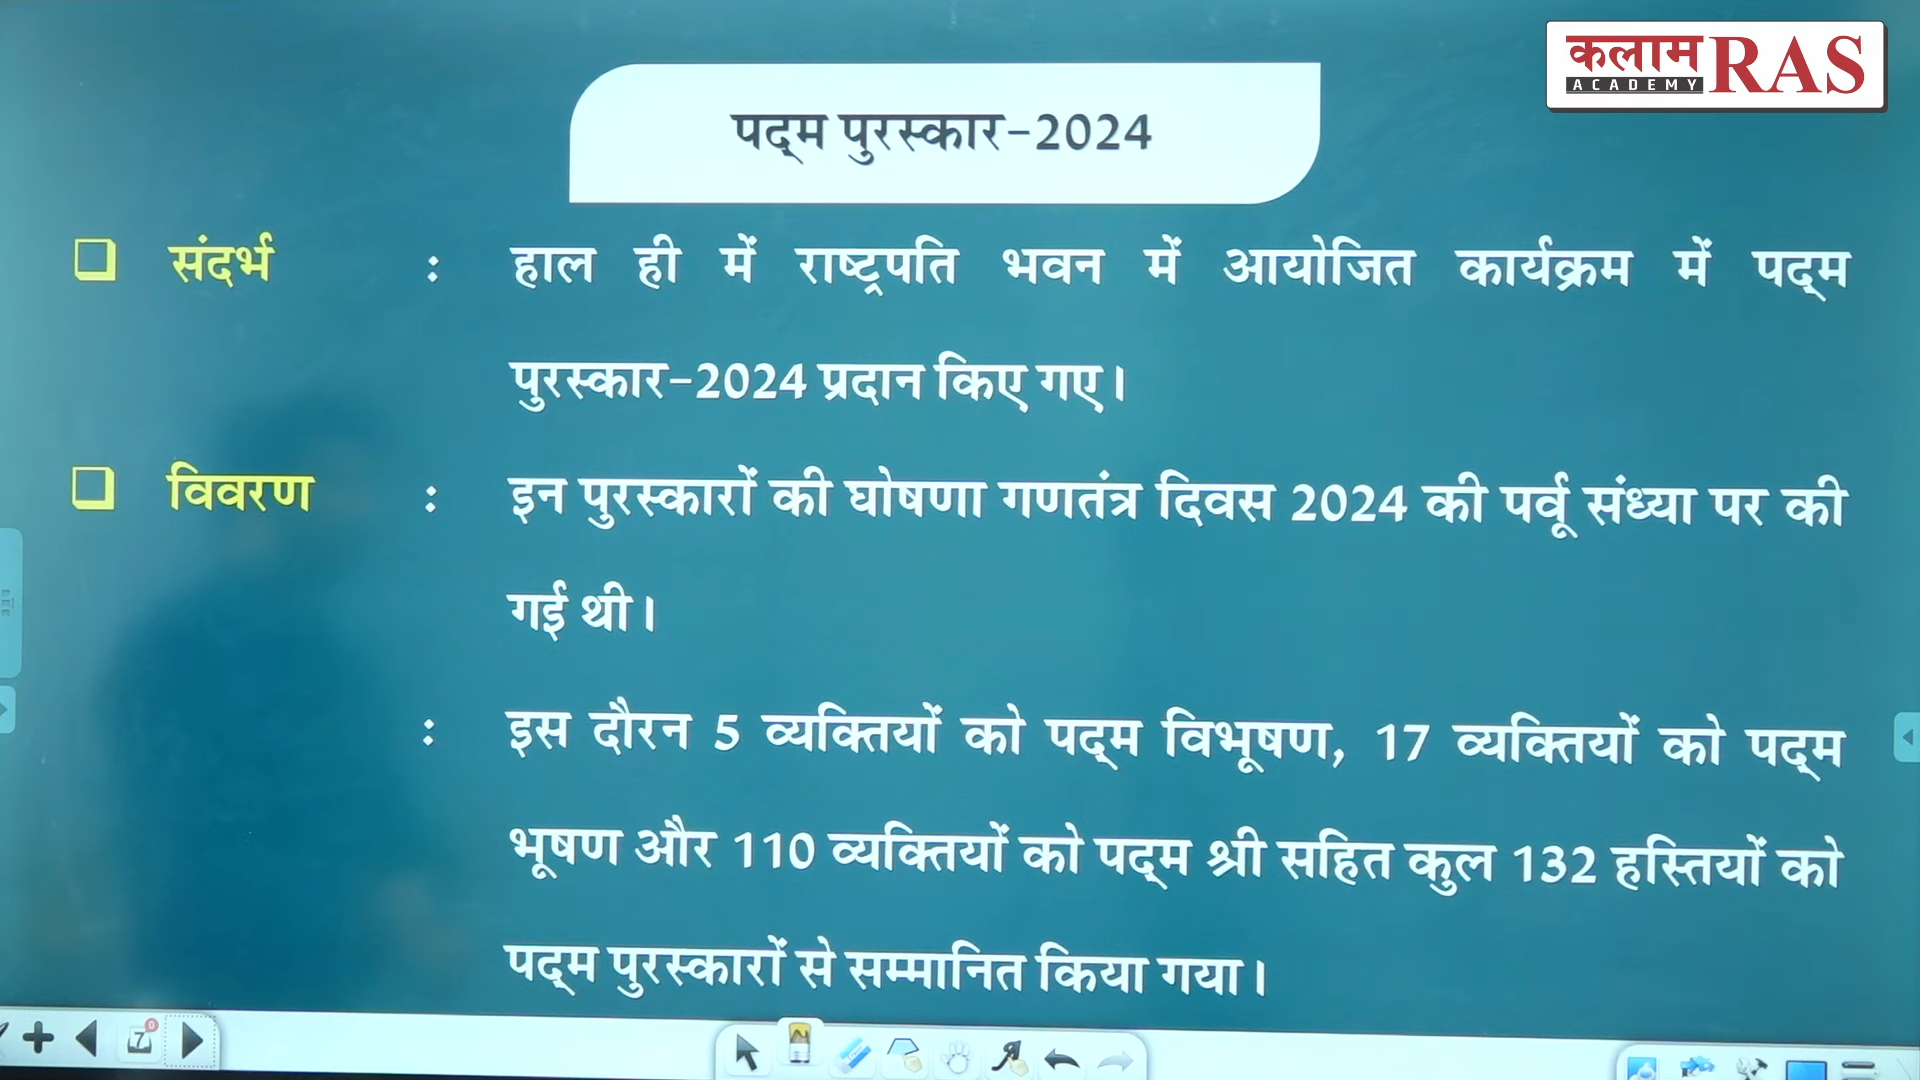 कलाम RAS
ACADEMY
पद्म पुरस्कार-2024
❑ संदर्भ : हाल ही में राष्ट्रपति भवन में आयोजित कार्यक्रम में पद्म
पुरस्कार-2024 प्रदान किए गए।
❑ विवरण : इन पुरस्कारों की घोषणा गणतंत्र दिवस 2024 की पर्वू संध्या पर की
गई थी।
: इस दौरन 5 व्यक्तियों को पद्म विभूषण, 17 व्यक्तियों को पद्म
भूषण और 110 व्यक्तियों को पद्म श्री सहित कुल 132 हस्तियों को
पद्म पुरस्कारों से सम्मानित किया गया।
7
0